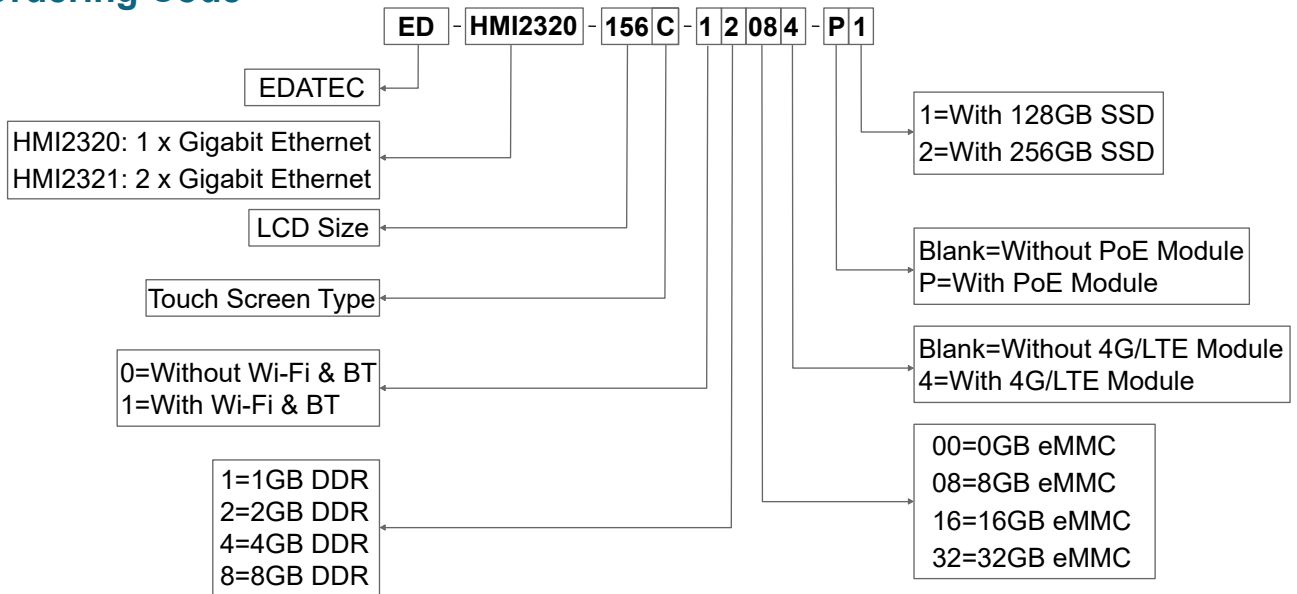 ED - HMI2320 - 156 C - 1 2 08 4 - P 1
EDATEC
HMI2320: 1 x Gigabit Ethernet
HMI2321: 2 x Gigabit Ethernet
LCD Size
Touch Screen Type
0=Without Wi-Fi & BT
1=With Wi-Fi & BT
1=1GB DDR
2=2GB DDR
4=4GB DDR
8=8GB DDR
1=With 128GB SSD
2=With 256GB SSD
Blank=Without PoE Module
P=With PoE Module
Blank=Without 4G/LTE Module
4=With 4G/LTE Module
00=0GB eMMC
08=8GB eMMC
16=16GB eMMC
32=32GB eMMC